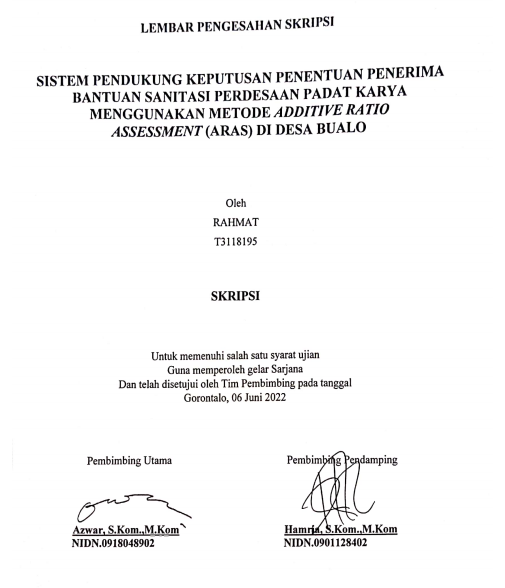 LEMBAR PENGESAHAN SKRIPSI
SISTEM PENDUKUNG KEPUTUSAN PENENTUAN PENERIMA
BANTUAN SANITASI PERDESAAN PADAT KARYA
MENGGUNAKAN METODE ADDITIVE RATIO
ASSESSMENT (ARAS) DI DESA BUALO
Oleh
RAHMAT
T3118195
SKRIPSI
Untuk memenuhi salah satu syarat ujian
Guna memperoleh gelar Sarjana
Dan telah disetujui oleh Tim Pembimbing pada tanggal
Gorontalo, 06 Juni 2022
Pembimbing Utama
Pembimbing Pendamping
Azwar, S.Kom.,M.Kom
Hamria, S.Kom.,M.Kom
NIDN.0918048902
NIDN.0901128402